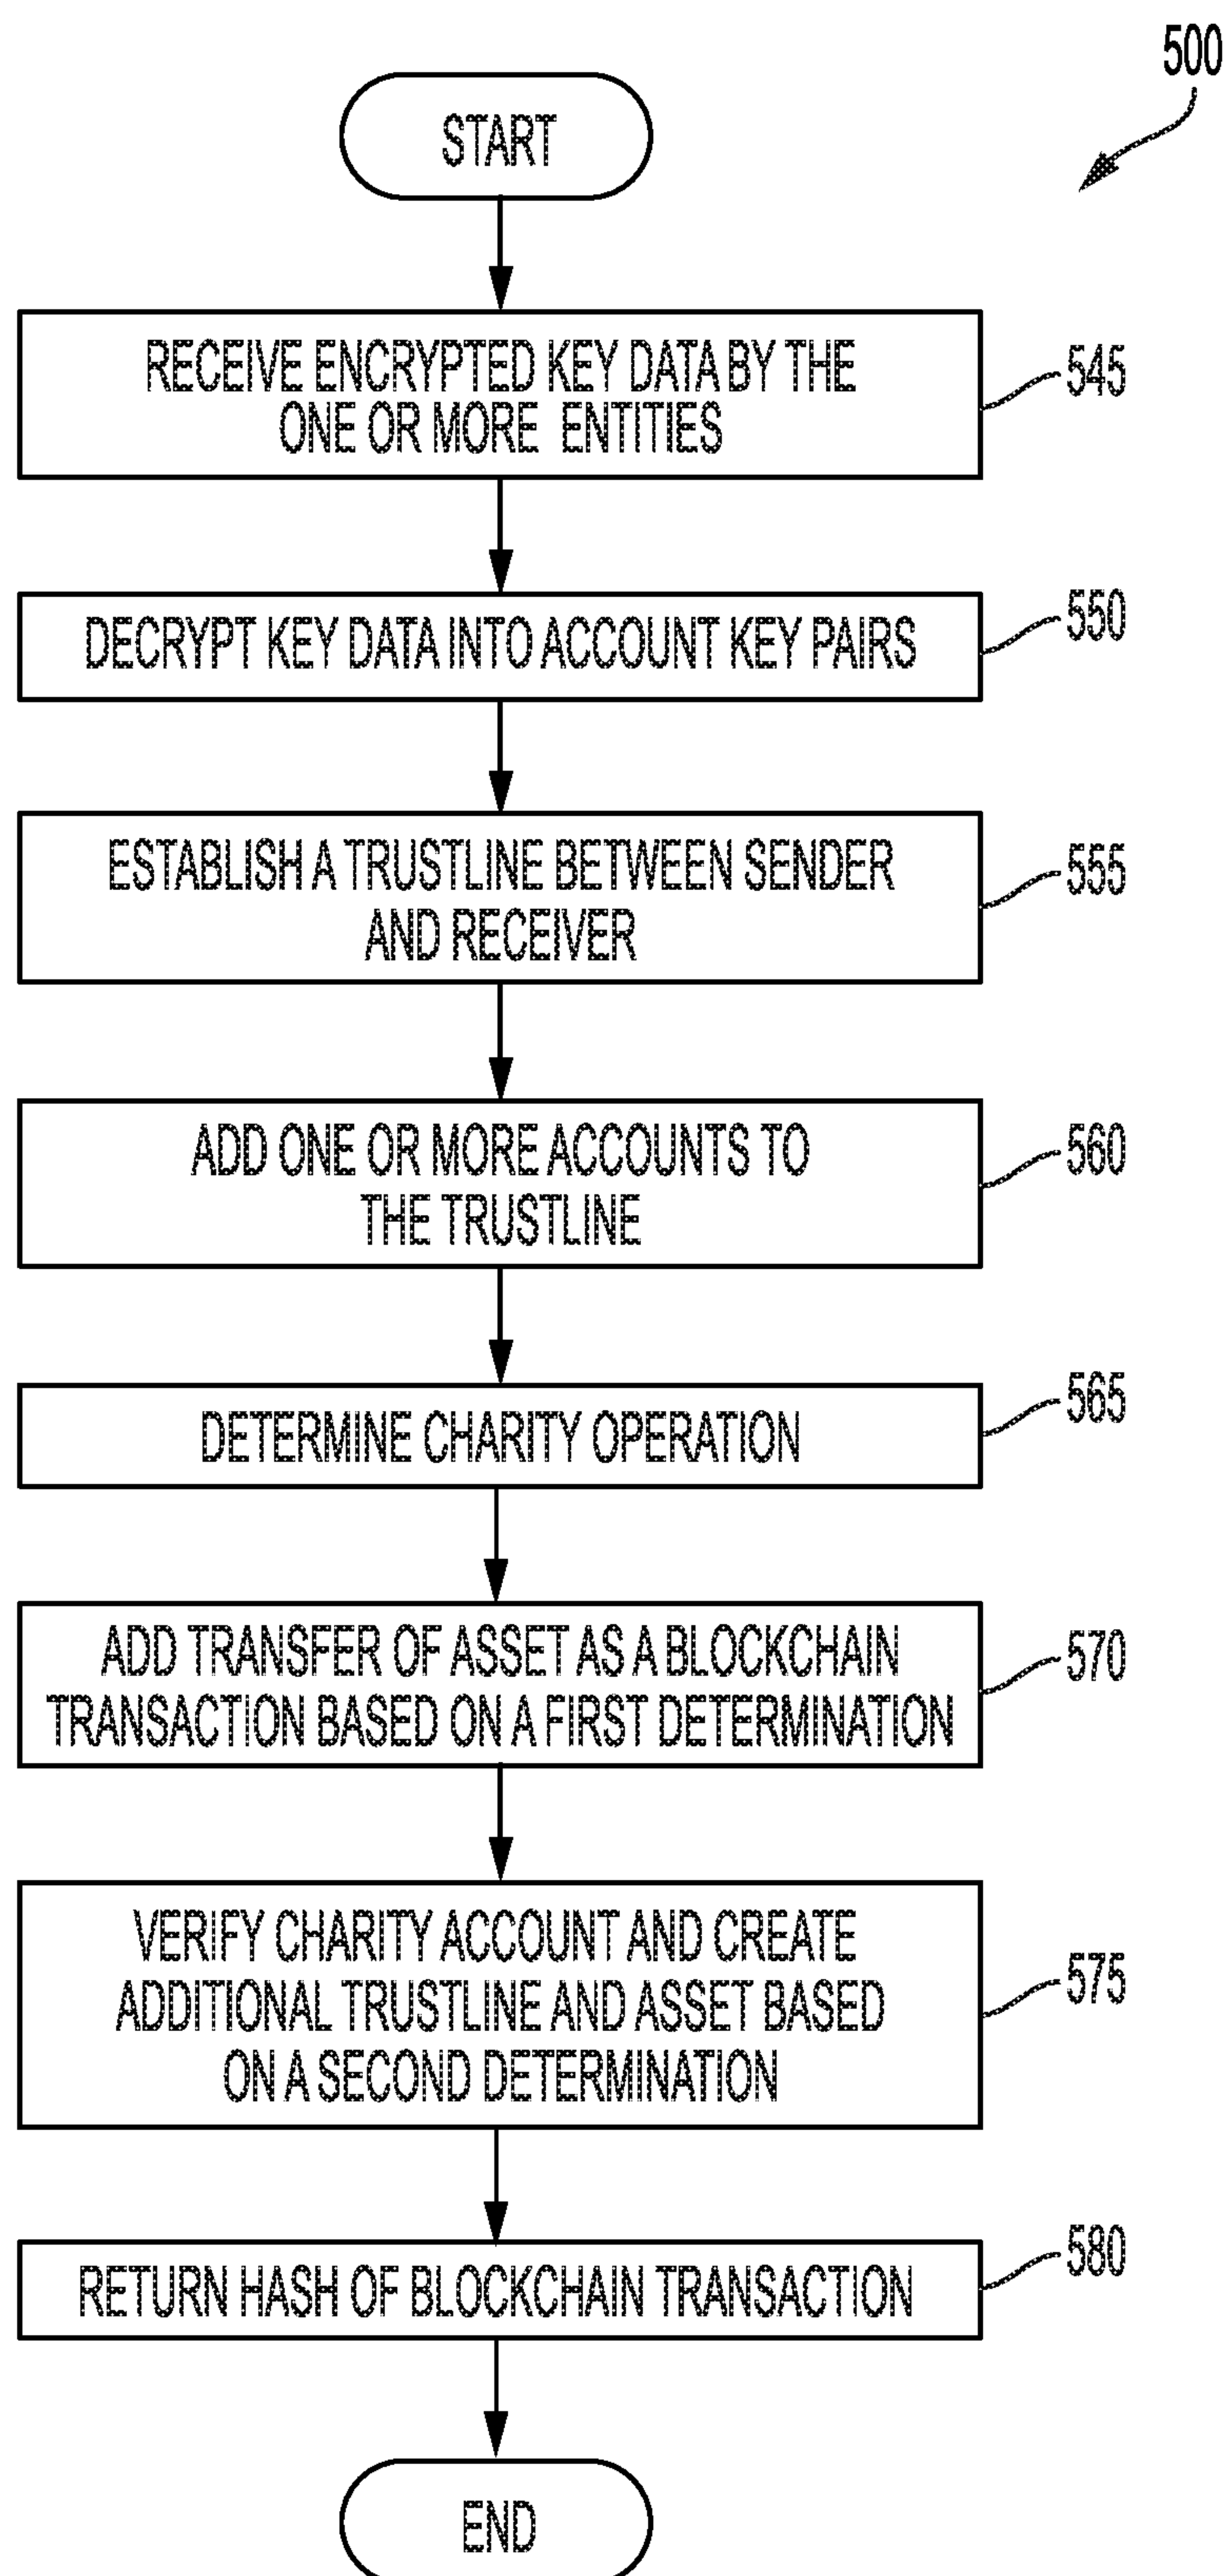 500
START
RECEIVE ENCRYPTED KEY DATA BY THE
ONE OR MORE ENTITIES
545
DECRYPT KEY DATA INTO ACCOUNT KEY PAIRS
550
ESTABLISH A TRUSTLINE BETWEEN SENDER
AND RECEIVER
555
ADD ONE OR MORE ACCOUNTS TO
THE TRUSTLINE
560
DETERMINE CHARITY OPERATION
565
ADD TRANSFER OF ASSET AS A BLOCKCHAIN
TRANSACTION BASED ON A FIRST DETERMINATION
570
VERIFY CHARITY ACCOUNT AND CREATE
ADDITIONAL TRUSTLINE AND ASSET BASED
ON A SECOND DETERMINATION
575
RETURN HASH OF BLOCKCHAIN TRANSACTION
580
END